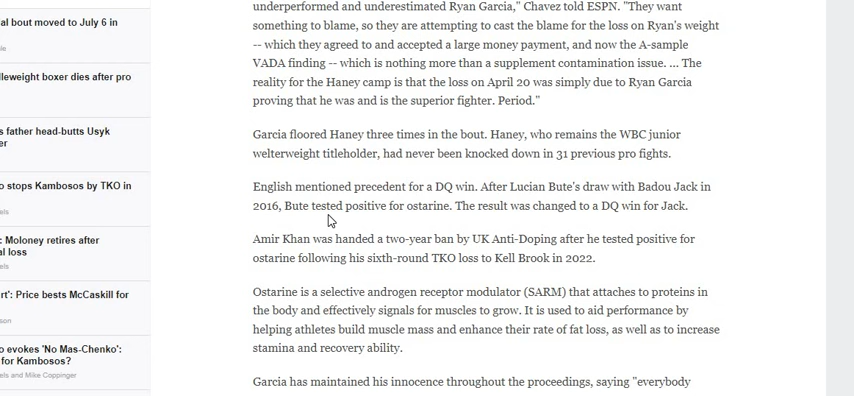 al bout moved to July 6 in
le
lleweight boxer dies after pro
s father head-butts Usyk
er
o stops Kambosos by TKO in
els
: Moloney retires after
al loss
els
rt': Price bests McCaskill for
son
o evokes 'No Mas-Chenko':
for Kambosos?
els and Mike Coppinger
underperformed and underestimated Ryan Garcia," Chavez told ESPN. "They want
something to blame, so they are attempting to cast the blame for the loss on Ryan's weight
-- which they agreed to and accepted a large money payment, and now the A-sample
VADA finding -- which is nothing more than a supplement contamination issue. ... The
reality for the Haney camp is that the loss on April 20 was simply due to Ryan Garcia
proving that he was and is the superior fighter. Period."
Garcia floored Haney three times in the bout. Haney, who remains the WBC junior
welterweight titleholder, had never been knocked down in 31 previous pro fights.
English mentioned precedent for a DQ win. After Lucian Bute's draw with Badou Jack in
2016, Bute tested positive for ostarine. The result was changed to a DQ win for Jack.
Amir Khan was handed a two-year ban by UK Anti-Doping after he tested positive for
ostarine following his sixth-round TKO loss to Kell Brook in 2022.
Ostarine is a selective androgen receptor modulator (SARM) that attaches to proteins in
the body and effectively signals for muscles to grow. It is used to aid performance by
helping athletes build muscle mass and enhance their rate of fat loss, as well as to increase
stamina and recovery ability.
Garcia has maintained his innocence throughout the proceedings, saying "everybody